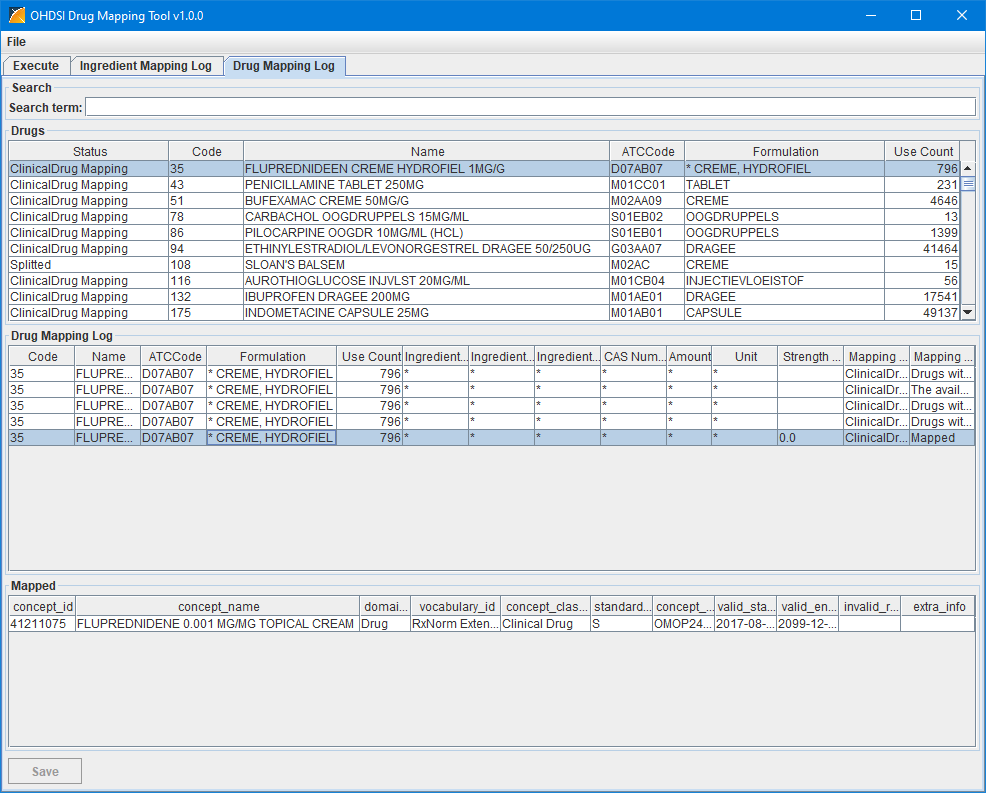 OHDSI Drug Mapping Tool v1.0.0
File
Execute Ingredient Mapping Log Drug Mapping Log
Search
Search term:
Drugs
Status Code Name ATCCode Formulation Use Count
ClinicalDrug Mapping 35 FLUPREDNIDEEN CREME HYDROFIEL 1MG/G D07AB07 * CREME, HYDROFIEL 796
ClinicalDrug Mapping 43 PENICILLAMINE TABLET 250MG M01CC01 TABLET 231
ClinicalDrug Mapping 51 BUFEXAMAC CREME 50MG/G M02AA09 CREME 4646
ClinicalDrug Mapping 78 CARBACHOL OOGDRUPPELS 15MG/ML S01EB02 OOGDRUPPELS 13
ClinicalDrug Mapping 86 PILOCARPINE OOGDR 10MG/ML (HCL) S01EB01 OOGDRUPPELS 1399
ClinicalDrug Mapping 94 ETHINYLESTRADIOL/LEVONORGESTREL DRAGEE 50/250UG G03AA07 DRAGEE 41464
Splitted 108 SLOAN'S BALSEM M02AC CREME 15
ClinicalDrug Mapping 116 AUROTHIOGLUCOSE INJVLST 20MG/ML M01CB04 INJECTIEVLOEISTOF 56
ClinicalDrug Mapping 132 IBUPROFEN DRAGEE 200MG M01AE01 DRAGEE 17541
ClinicalDrug Mapping 175 INDOMETACINE CAPSULE 25MG M01AB01 CAPSULE 49137
Drug Mapping Log
Code Name ATCCode Formulation Use Count Ingredient... Ingredient... Ingredient... CAS Num... Amount Unit Strength ... Mapping ... Mapping ...
35 FLUPRE... D07AB07 * CREME, HYDROFIEL 796 * * * * * * ClinicalDr... Drugs wit...
35 FLUPRE... D07AB07 * CREME, HYDROFIEL 796 * * * * * * ClinicalDr... The avail...
35 FLUPRE... D07AB07 * CREME, HYDROFIEL 796 * * * * * * ClinicalDr... Drugs wit...
35 FLUPRE... D07AB07 * CREME, HYDROFIEL 796 * * * * * * ClinicalDr... Drugs wit...
35 FLUPRE... D07AB07 * CREME, HYDROFIEL 796 * * * * * * 0.0 ClinicalDr... Mapped
Mapped
concept_id concept_name domai... vocabulary_id concept_clas... standard... concept_... valid_sta... valid_en... invalid_r... extra_info
41211075 FLUPREDNIDENE 0.001 MG/MG TOPICAL CREAM Drug RxNorm Exten... Clinical Drug S OMOP24... 2017-08-... 2099-12-...
Save